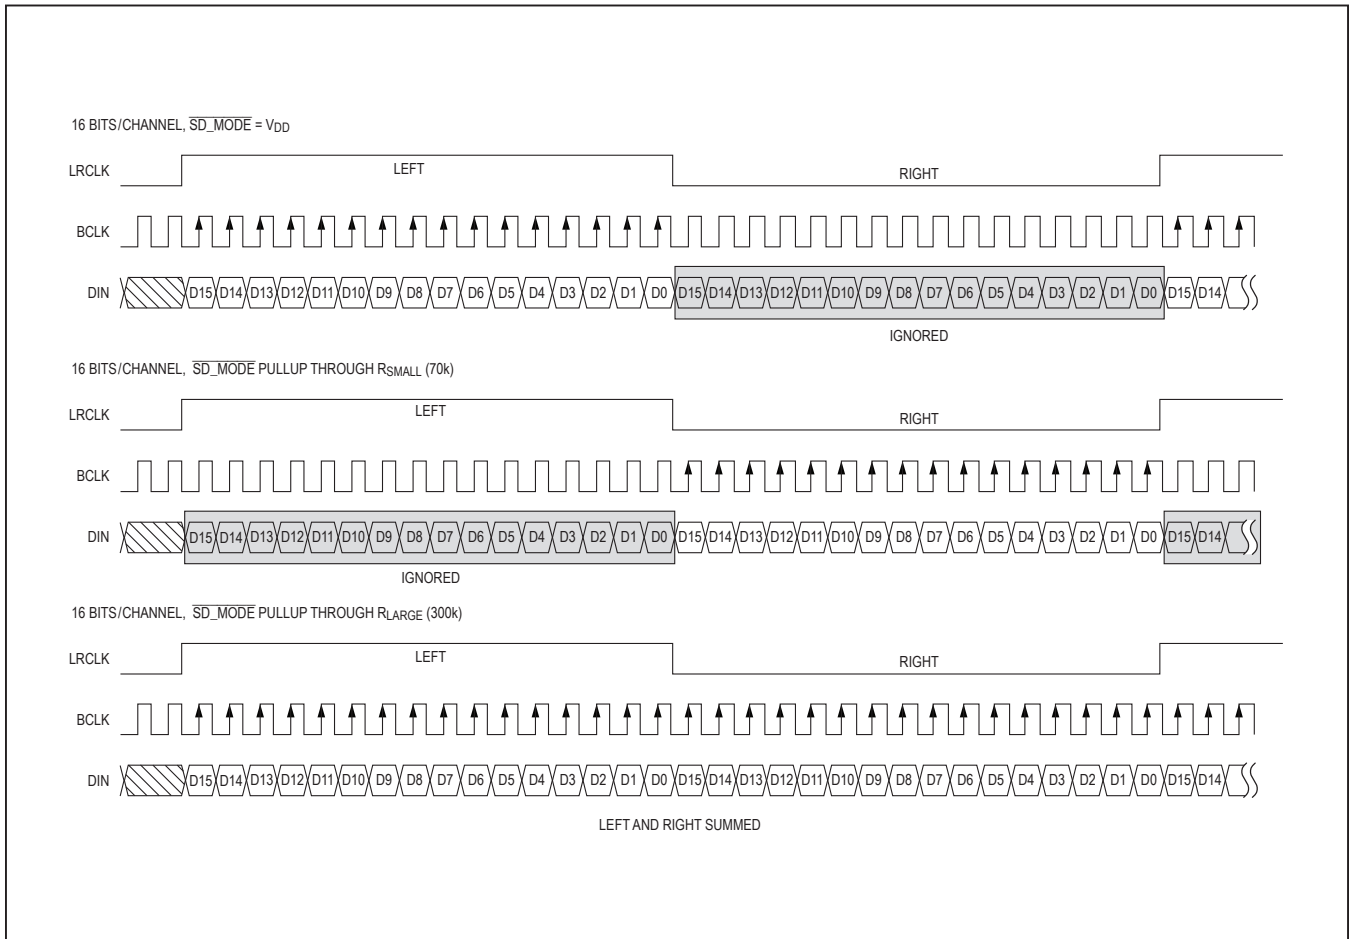 16 BITS/CHANNEL, SD_MODE = VDD
LRCLK LEFT RIGHT
BCLK
DIN D15 D14 D13 D12 D11 D10 D9 D8 D7 D6 D5 D4 D3 D2 D1 D0 D15 D14 D13 D12 D11 D10 D9 D8 D7 D6 D5 D4 D3 D2 D1 D0 D15 D14
IGNORED
16 BITS/CHANNEL, SD_MODE PULLUP THROUGH RSMALL (70k)
LRCLK LEFT RIGHT
BCLK
DIN D15 D14 D13 D12 D11 D10 D9 D8 D7 D6 D5 D4 D3 D2 D1 D0 D15 D14 D13 D12 D11 D10 D9 D8 D7 D6 D5 D4 D3 D2 D1 D0 D15 D14
IGNORED
16 BITS/CHANNEL, SD_MODE PULLUP THROUGH RLARGE (300k)
LRCLK LEFT RIGHT
BCLK
DIN D15 D14 D13 D12 D11 D10 D9 D8 D7 D6 D5 D4 D3 D2 D1 D0 D15 D14 D13 D12 D11 D10 D9 D8 D7 D6 D5 D4 D3 D2 D1 D0 D15 D14
LEFT AND RIGHT SUMMED